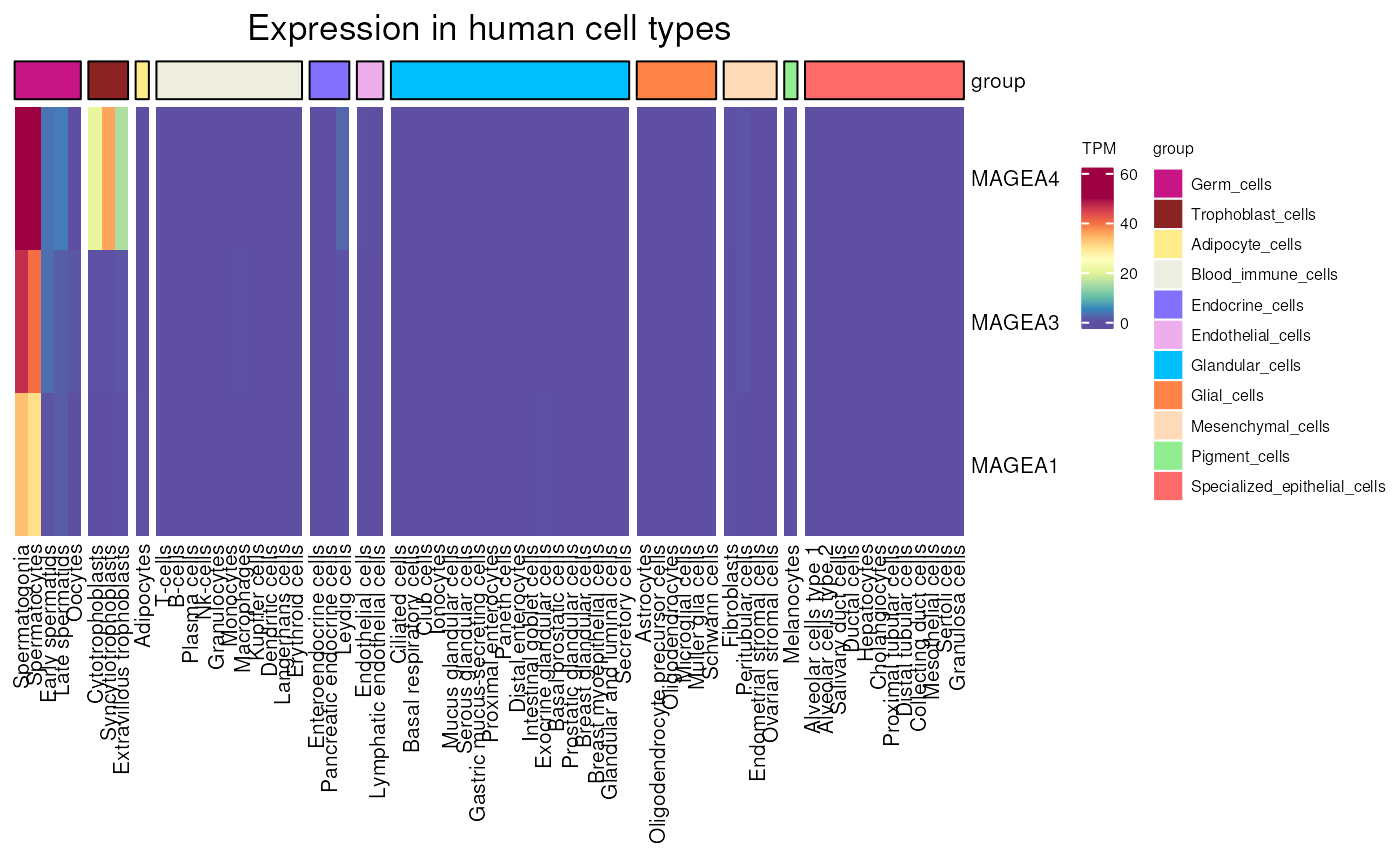 Expression in human cell types
group
MAGEA4
MAGEA3
MAGEA1
TPM
60
40
20
0
group
Germ_cells
Trophoblast_cells
Adipocyte_cells
Blood_immune_cells
Endocrine_cells
Endothelial_cells
Glandular_cells
Glial_cells
Mesenchymal_cells
Pigment_cells
Specialized_epithelial_cells
Spermatogonia
Spermatocytes
Early spermatids
Late spermatids
Oocytes
Cytotrophoblasts
Syncytiotrophoblasts
Extravillous trophoblasts
Adipocytes
T-cells
B-cells
Plasma cells
NK-cells
Granulocytes
Monocytes
Macrophages
Kupffer cells
Dendritic cells
Langerhans cells
Erythroid cells
Enteroendocrine cells
Pancreatic endocrine cells
Leydig cells
Endothelial cells
Lymphatic endothelial cells
Ciliated cells
Basal respiratory cells
Club cells
Ionocytes
Mucus glandular cells
Serous glandular cells
Gastric mucus-secreting cells
Proximal enterocytes
Paneth cells
Distal enterocytes
Intestinal goblet cells
Exocrine glandular cells
Basal prostatic cells
Prostatic glandular cells
Breast glandular cells
Breast myoepithelial cells
Glandular and luminal cells
Secretory cells
Astrocytes
Oligodendrocyte precursor cells
Oligodendrocytes
Microglial cells
Muller glia cells
Schwann cells
Fibroblasts
Peritubular cells
Endometrial stromal cells
Ovarian stromal cells
Melanocytes
Alveolar cells type 1
Alveolar cells type 2
Salivary duct cells
Ductal cells
Hepatocytes
Cholangiocytes
Proximal tubular cells
Distal tubular cells
Collecting duct cells
Mesothelial cells
Sertoli cells
Granulosa cells